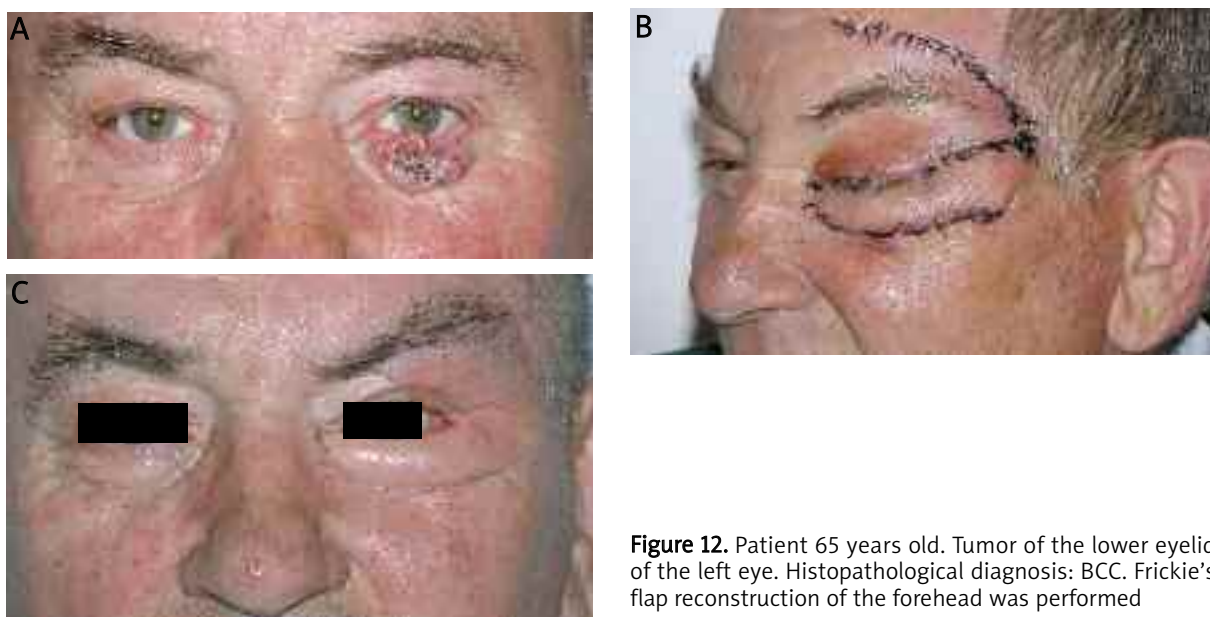 A
B
C
Figure 12. Patient 65 years old. Tumor of the lower eyelid
of the left eye. Histopathological diagnosis: BCC. Frickie's
flap reconstruction of the forehead was performed